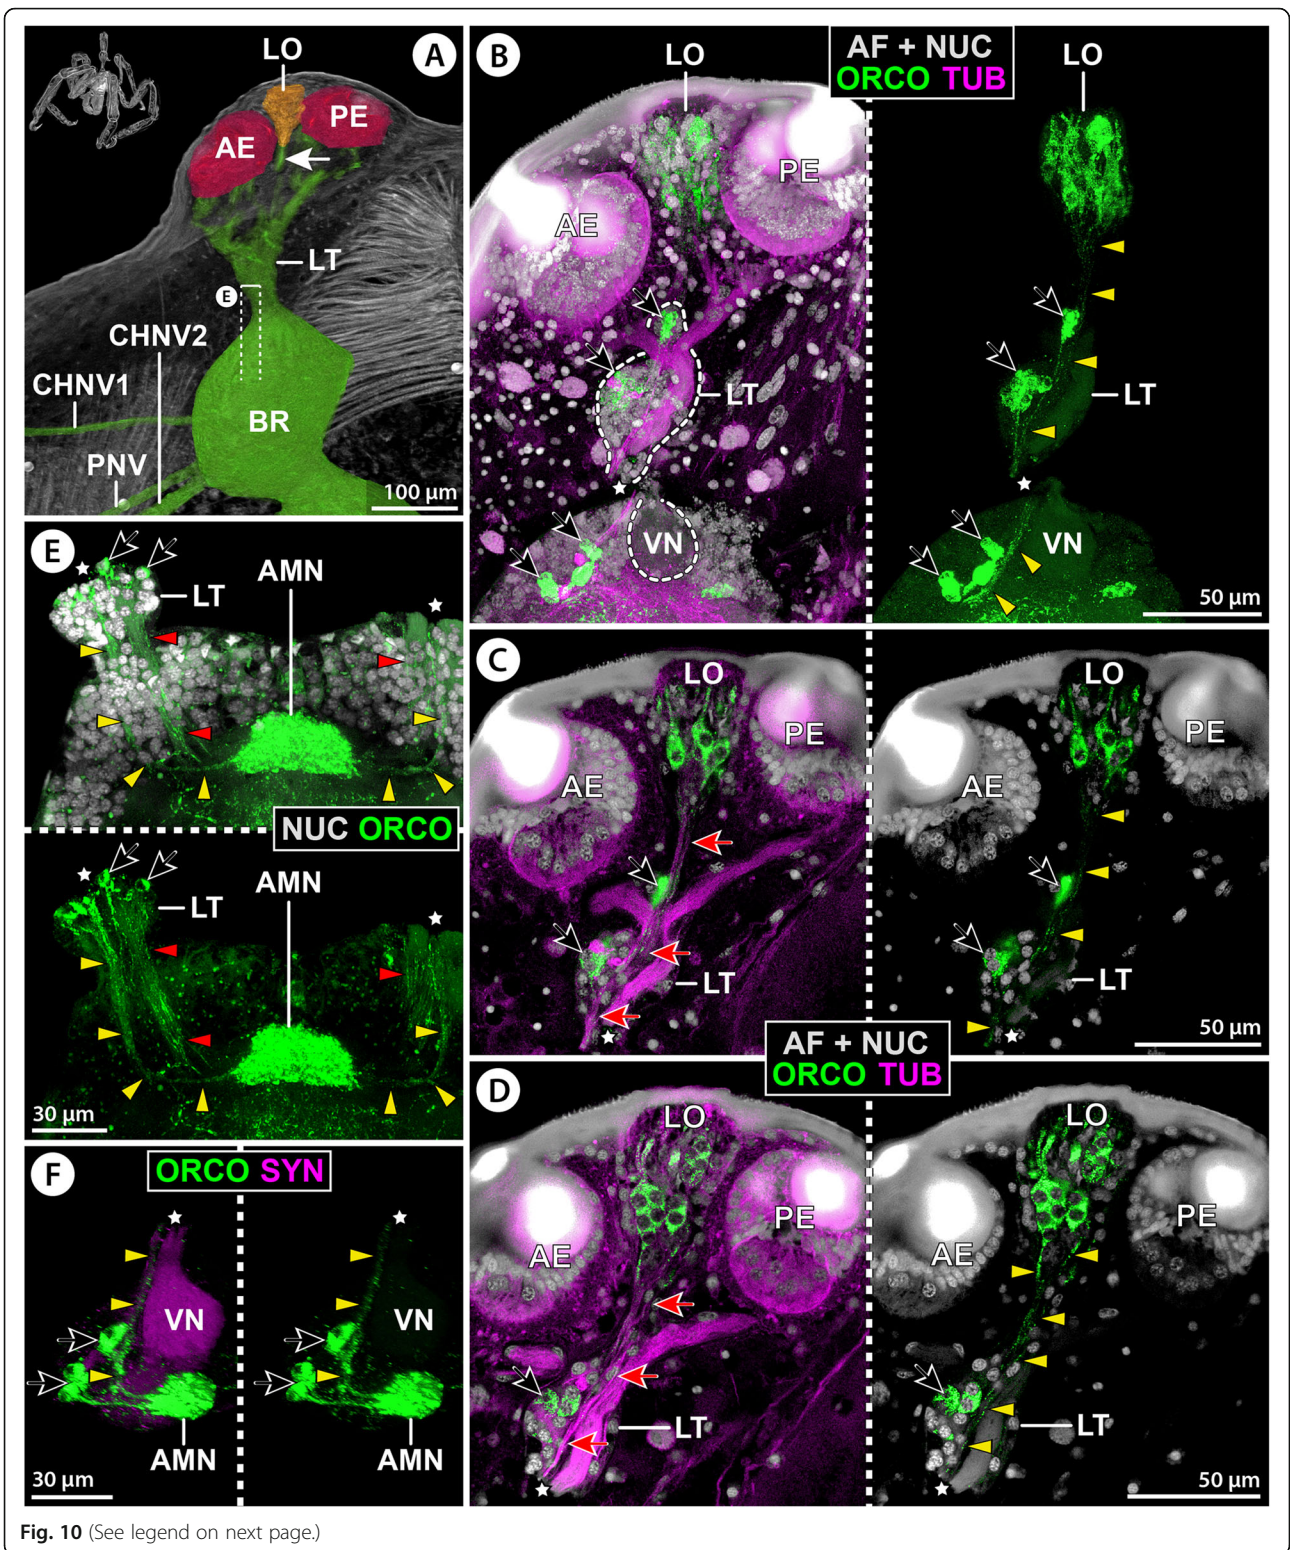 LO
A
AE
PE
LT
E
CHNV2
CHNV1
BR
PNV
100 µm
B
AF + NUC
ORCO TUB
LO
LO
AE
PE
LT
LT
VN
VN
50 µm
E
AMN
LT
NUC ORCO
AMN
LT
30 µm
C
LO
AE
PE
AE
PE
LT
LT
50 µm
AF + NUC
ORCO TUB
D
LO
LO
AE
PE
AE
PE
LT
LT
50 µm
F
ORCO SYN
VN
VN
AMN
AMN
30 µm
Fig. 10 (See legend on next page.)